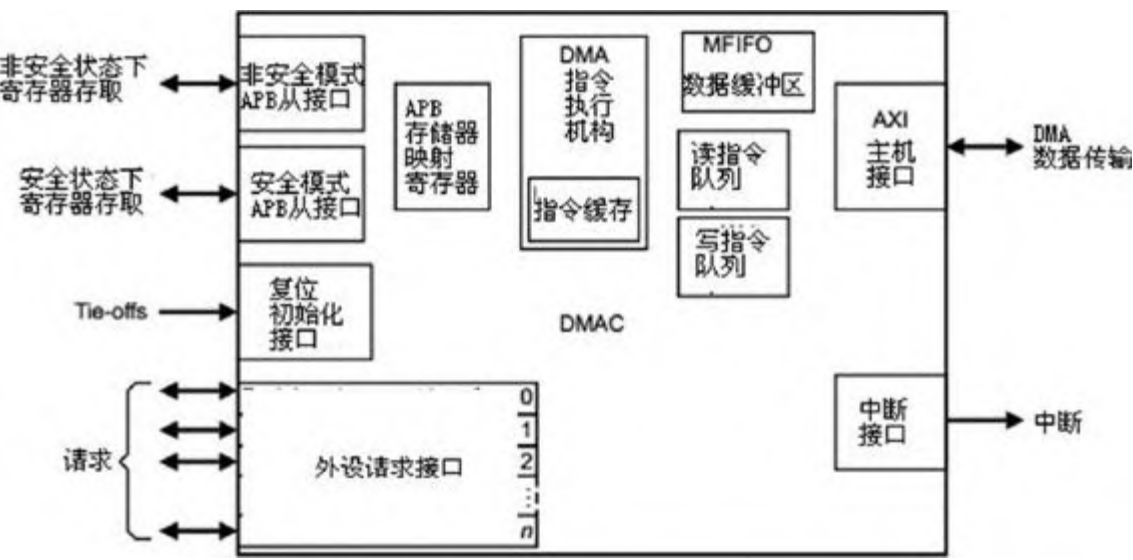 非安全状态下
寄存器存取
安全状态下
寄存器存取
Tie-offs
请求
非安全模式
APB从接口
安全模式
APB从接口
复位
初始化
接口
外设请求接口
0
1
2
...
n
APB
存储器
映射
寄存器
DMA
指令
执行
机构
指令缓存
MFIFO
数据缓冲区
读指令
队列
写指令
队列
DMAC
AXI
主机
接口
中断
接口
DMA
数据传输
中断